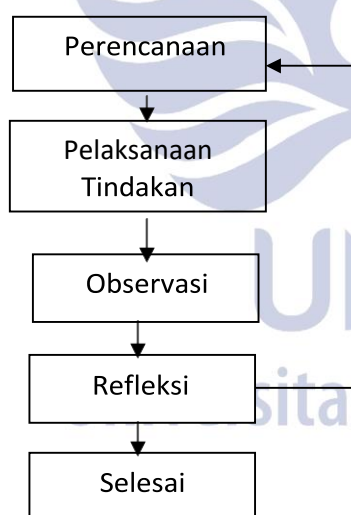 Perencanaan
Pelaksanaan
Tindakan
Observasi
Refleksi
Selesai